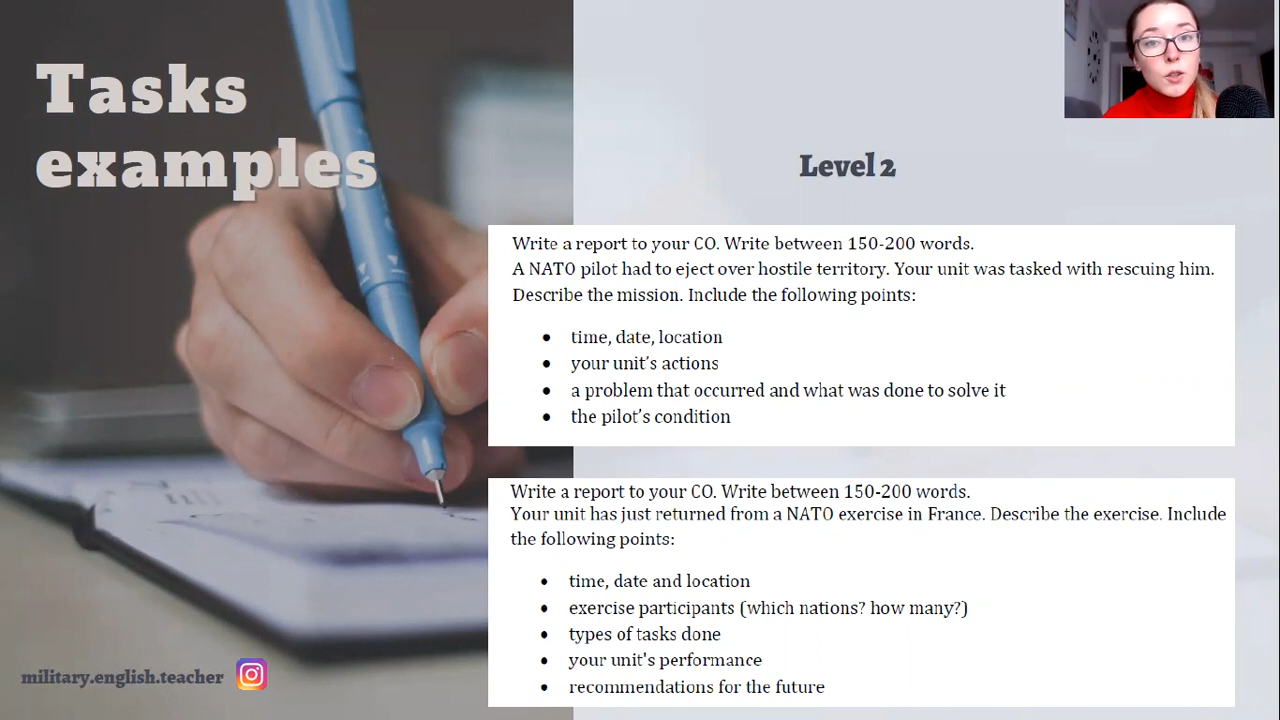 Tasks
examples
Level 2
Write a report to your CO. Write between 150-200 words.
A NATO pilot had to eject over hostile territory. Your unit was tasked with rescuing him.
Describe the mission. Include the following points:
• time, date, location
• your unit's actions
• a problem that occurred and what was done to solve it
• the pilot's condition
Write a report to your CO. Write between 150-200 words.
Your unit has just returned from a NATO exercise in France. Describe the exercise. Include
the following points:
• time, date and location
• exercise participants (which nations? how many?)
• types of tasks done
• your unit's performance
• recommendations for the future
military.english.teacher